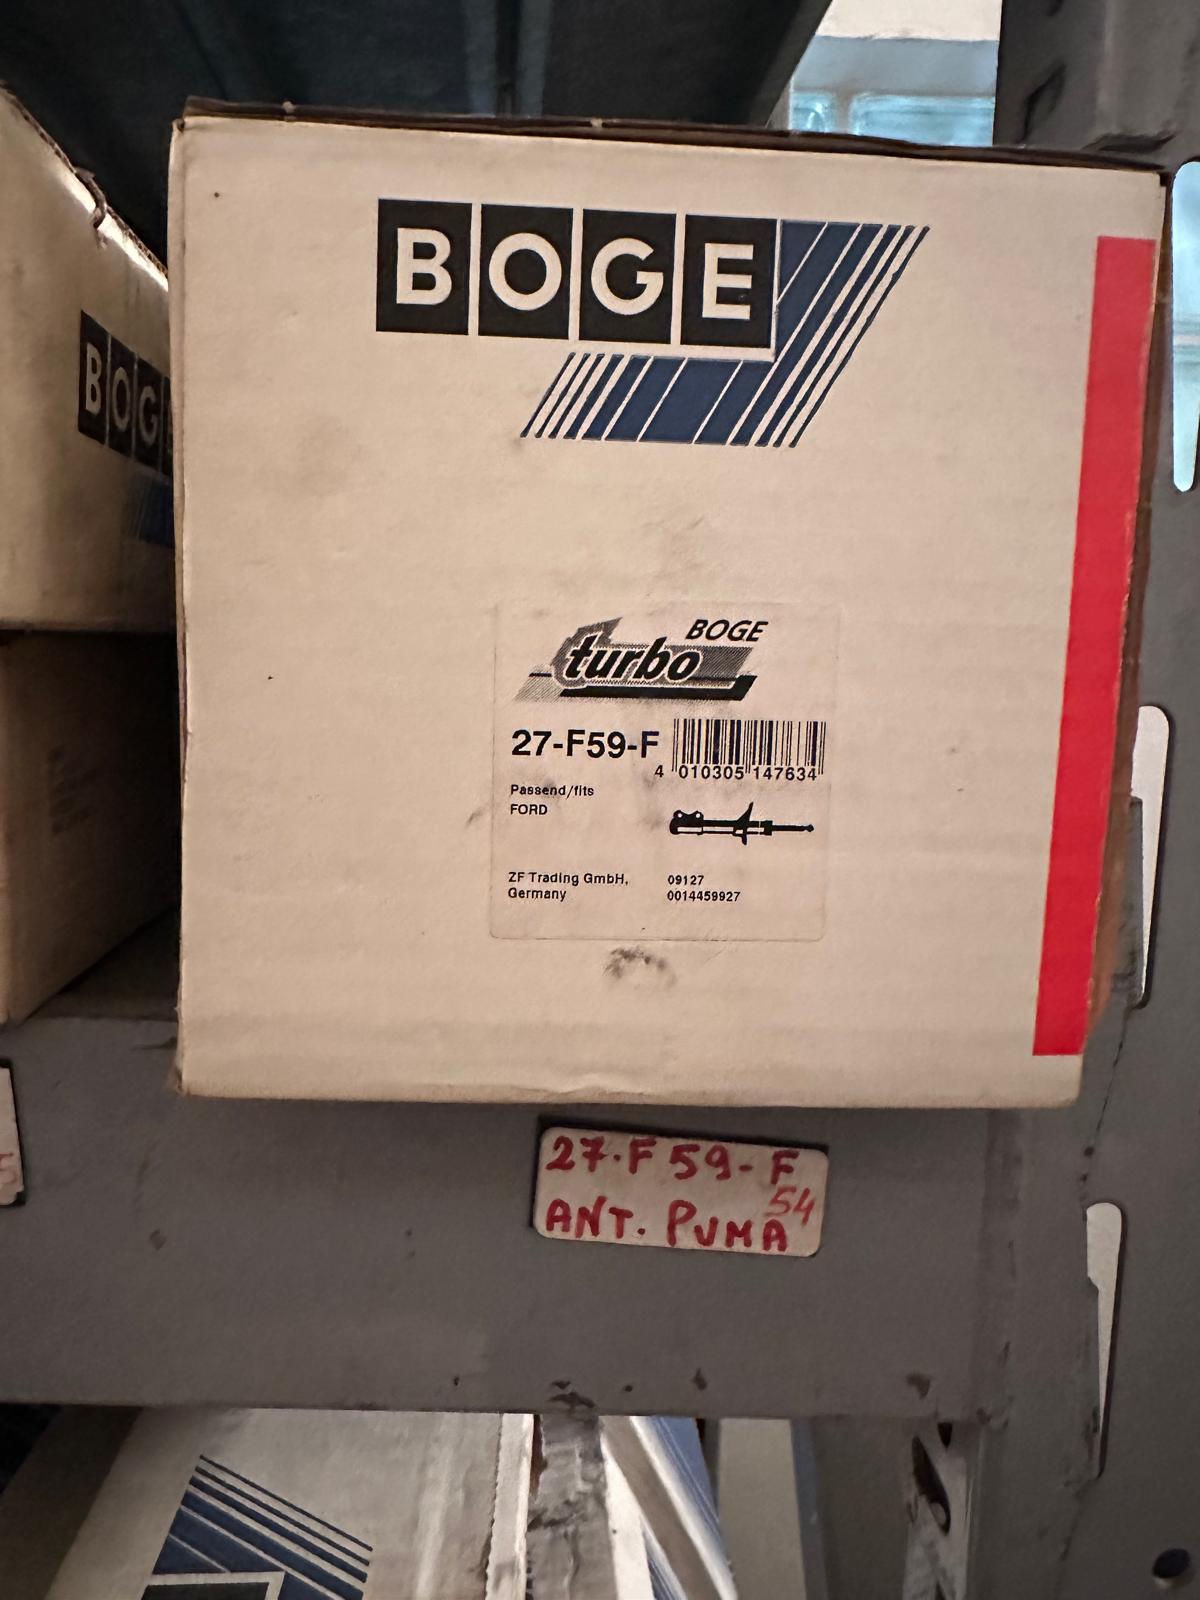 BOGE
BOG
BOGE
turbo
27-F59-F
4 010305 147634
Passend/fits
FORD
ZF Trading GmbH,
Germany
09127
0014459927
27.F 59-F
54
ANT. PUMA